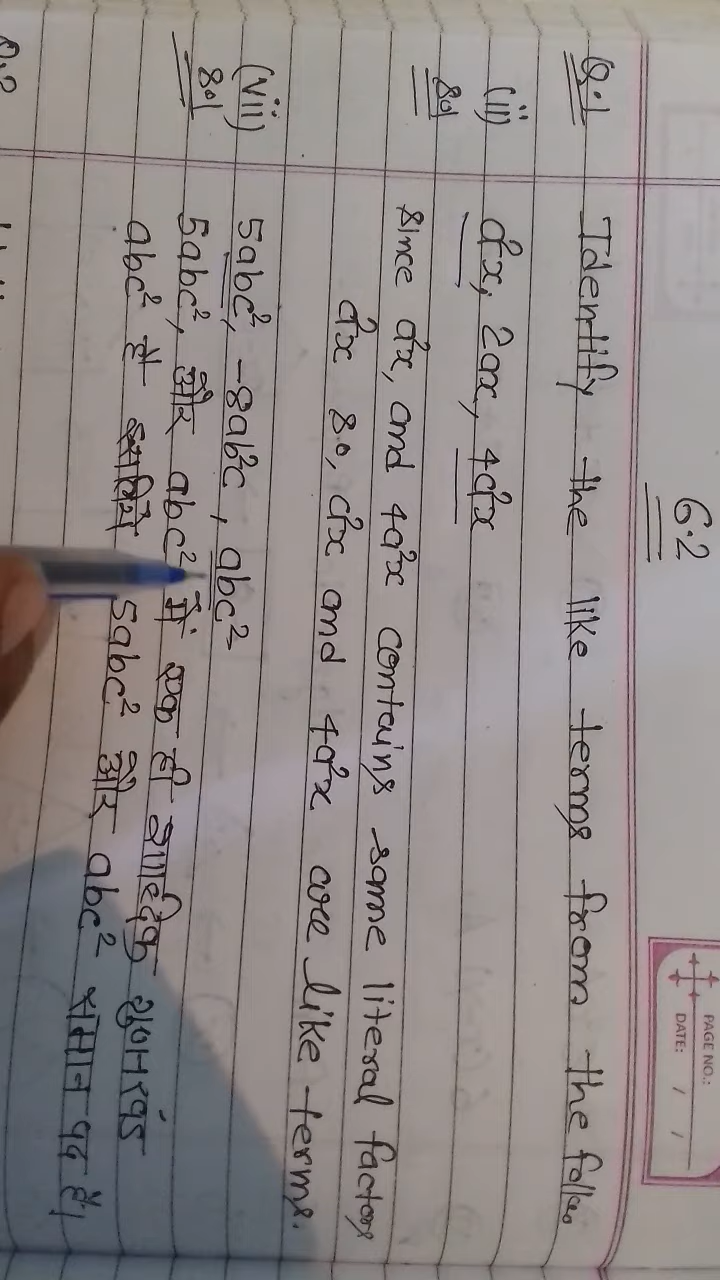 PAGE NO.:
DATE: / /
6.2
Q.1 Identify the like terms from the follo
(ii) a²x, 2ax, 4a²x
Sol since a²x, and 4a²x contains same literal factors
a²x so, a²x and 4a²x are like terms.
(vii) 5abc², -8ab²c, abc²
Sol 5abc², और abc² में एक ही शाब्दिक गुणनखंड
abc² है इसलिये 5abc² और abc² समान पद हैं।
Q.2